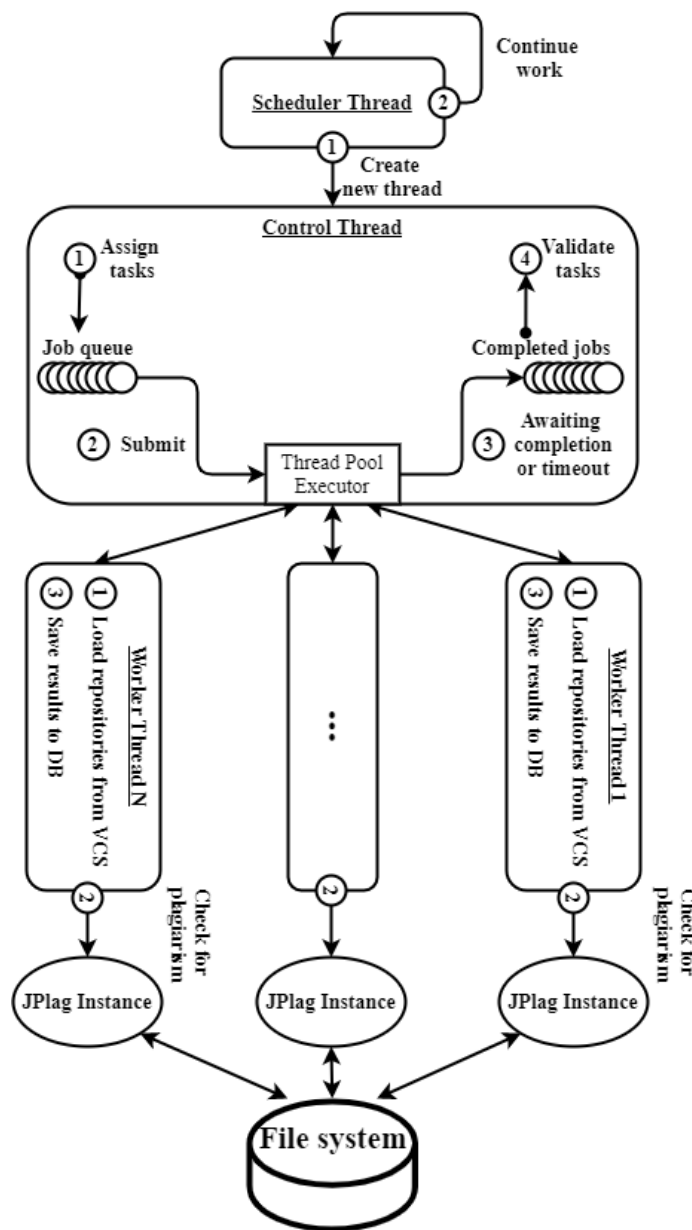 Continue
work
Scheduler Thread
2
1
Create
new thread
Control Thread
1
Assign
tasks
4
Validate
tasks
Job queue
Completed jobs
2
Submit
Thread Pool
Executor
3
Awaiting
completion
or timeout
Worker Thread N
1
Load repositories from VCS
3
Save results to DB
2
Check for
plagiarism
...
2
Worker Thread 1
1
Load repositories from VCS
3
Save results to DB
2
Check for
plagiarism
JPlag Instance
JPlag Instance
JPlag Instance
File system